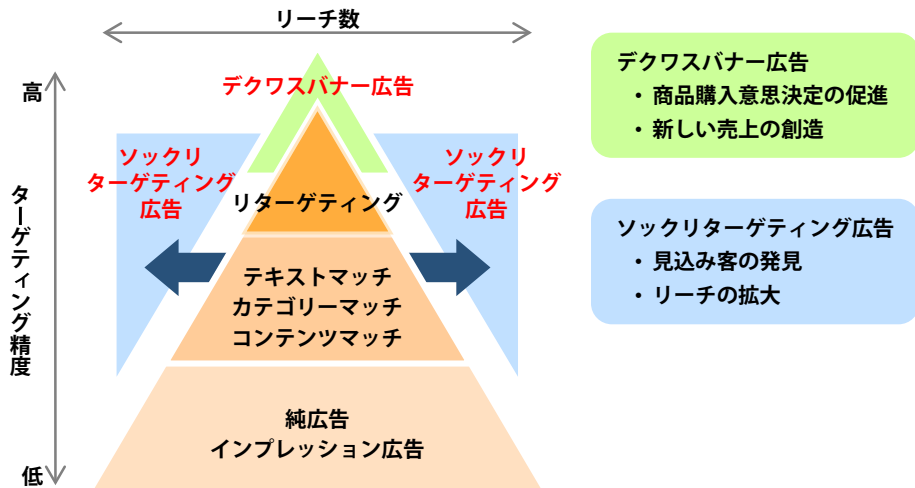 リーチ数
高
ターゲティング精度
低
デクワスバナー広告
ソックリ
ターゲティング
広告
リターゲティング
ソックリ
ターゲティング
広告
テキストマッチ
カテゴリーマッチ
コンテンツマッチ
純広告
インプレッション広告
デクワスバナー広告
・ 商品購入意思決定の促進
・ 新しい売上の創造
ソックリターゲティング広告
・ 見込み客の発見
・ リーチの拡大